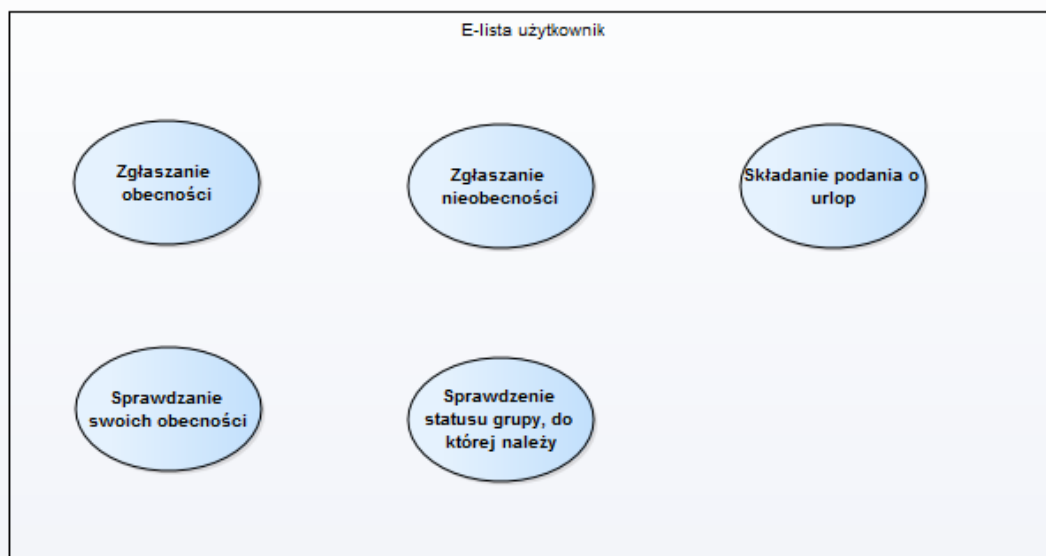 E-lista użytkownik
Zgłaszanie
obecności
Zgłaszanie
nieobecności
Składanie podania o
urlop
Sprawdzanie
swoich obecności
Sprawdzenie
statusu grupy, do
której należy